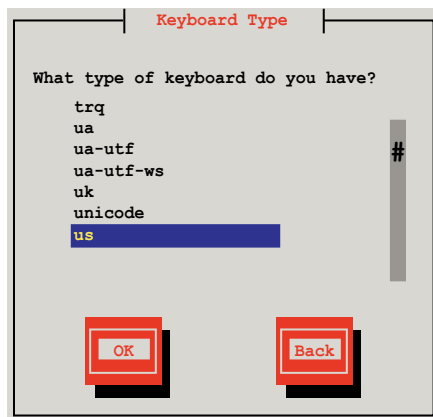 Keyboard Type
What type of keyboard do you have?
trq
ua
ua-utf
ua-utf-ws
uk
unicode
us
#
OK
Back